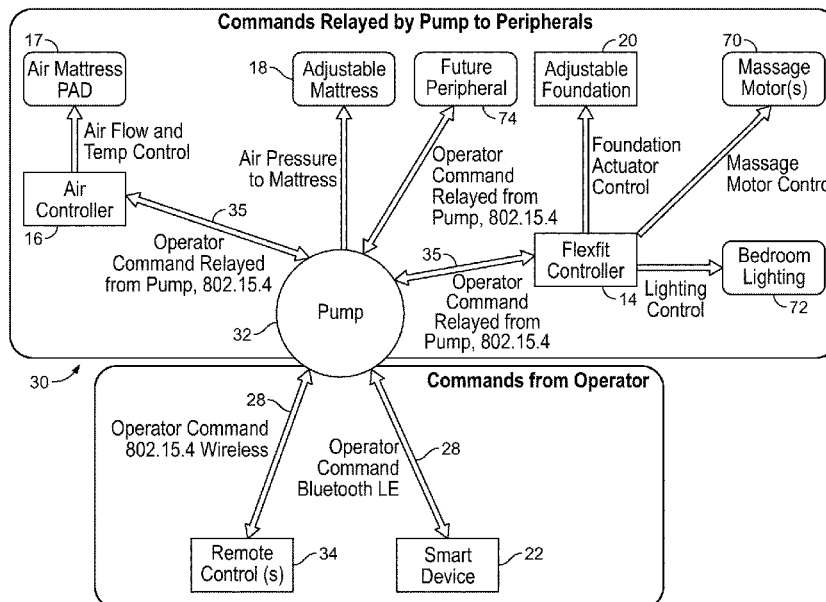 Commands Relayed by Pump to Peripherals
17
Air Mattress
PAD
18
Adjustable
Mattress
Future
Peripheral
74
20
Adjustable
Foundation
70
Massage
Motor(s)
Air Flow and
Temp Control
Air Pressure
to Mattress
Operator
Command
Relayed from
Pump, 802.15.4
Foundation
Actuator
Control
Massage
Motor Control
Air
Controller
16
35
Operator
Command Relayed
from Pump, 802.15.4
35
Operator
Command
Relayed from
Pump, 802.15.4
Flexfit
Controller
14
Lighting
Control
Bedroom
Lighting
72
Pump
32
30
Commands from Operator
28
Operator Command
802.15.4 Wireless
Operator
Command
Bluetooth LE
28
Remote
Control (s)
34
Smart
Device
22